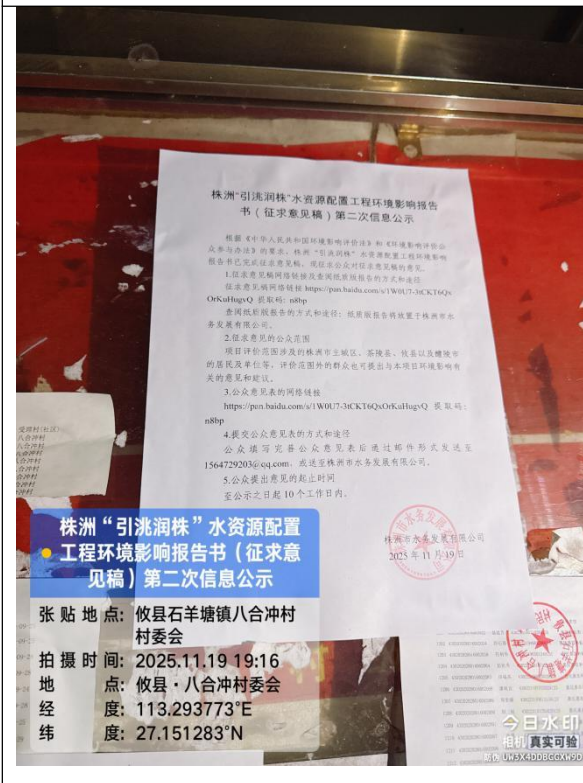 株洲“引洮润株”水资源配置工程环境影响报告
书（征求意见稿）第二次信息公示
根据《中华人民共和国环境影响评价法》和《环境影响评价公
众参与办法》的要求，株洲“引洮润株”水资源配置工程环境影响
报告书已完成征求意见稿，现征求公众对征求意见稿的意见。
1.征求意见稿网络链接及查阅纸质版报告的方式和途径
征求意见稿网络链接 https://pan.baidu.com/s/1W0U7-3tCKT6Qx
OrKuHugvQ 提取码：n8bp
查阅纸质版报告的方式和途径：纸质版报告将放置于株洲市水
务发展有限公司。
2.征求意见的公众范围
项目评价范围涉及的株洲市主城区、茶陵县、攸县以及醴陵市
的居民及单位等，评价范围外的群众也可提出与本项目环境影响有
关的意见和建议。
3.公众意见表的网络链接
https://pan.baidu.com/s/1W0U7-3tCKT6QxOrKuHugvQ 提取码：
n8bp
4.提交公众意见表的方式和途径
公众填写完公众意见表后通过邮件形式发送至
1564729203@qq.com，或送至株洲市水务发展有限公司。
5.公众提出意见的起止时间
至公示之日起10个工作日内。
株洲市水务发展有限公司
2025年11月19日
八合冲村
株洲“引洮润株”水资源配置
工程环境影响报告书（征求意
见稿）第二次信息公示
张贴地点：攸县石羊塘镇八合冲村
村委会
拍摄时间：2025.11.19 19:16
地点：攸县·八合冲村委会
经度：113.293773°E
纬度：27.151283°N
今日水印
相机 真实可验
防伪 UW3X4DDBCGXW9D